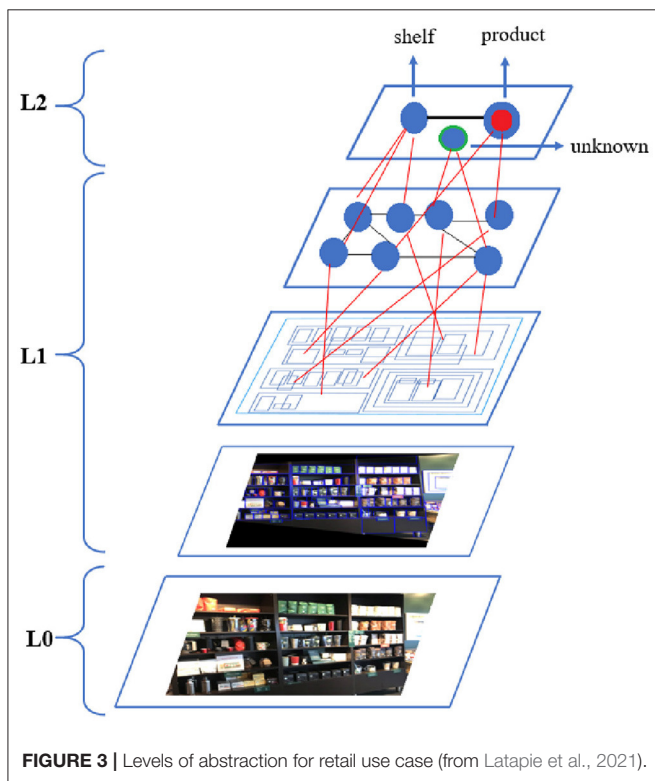 shelf
product
L2
unknown
L1
L0
FIGURE 3 | Levels of abstraction for retail use case (from Latapie et al., 2021).